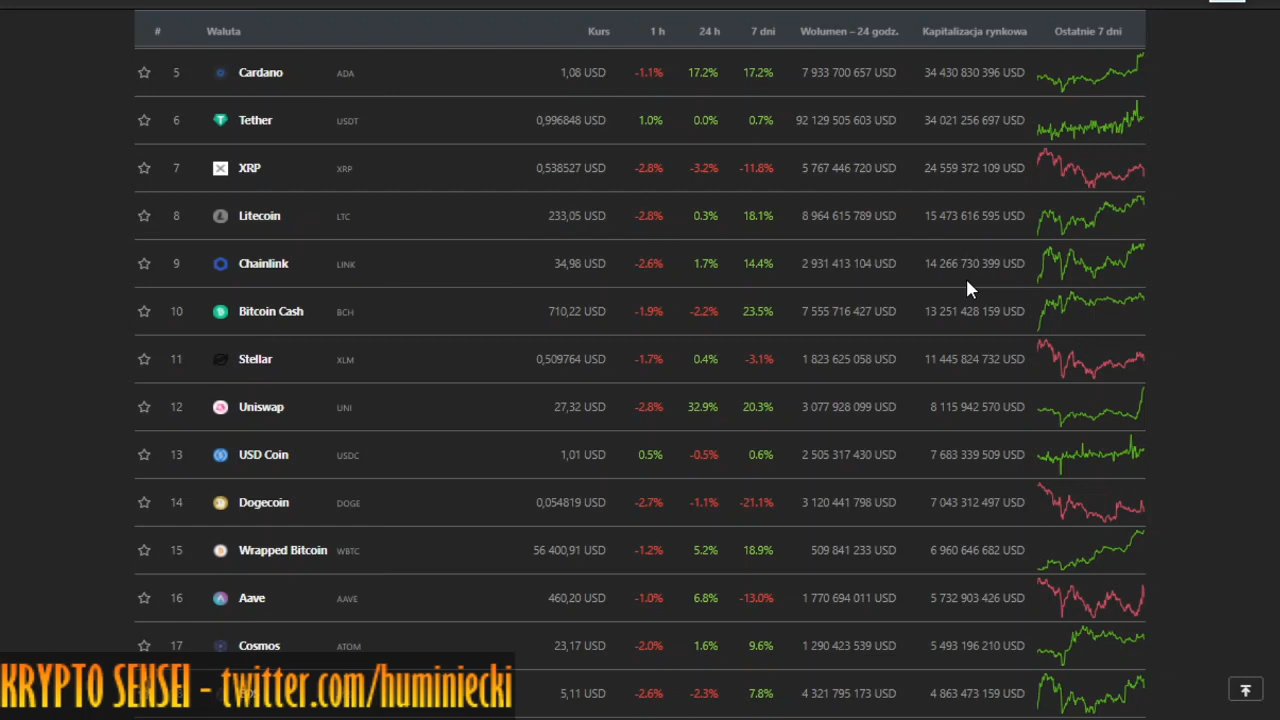 # Waluta Kurs 1 h 24 h 7 dni Wolumen – 24 godz. Kapitalizacja rynkowa Ostatnie 7 dni
5 Cardano ADA 1,08 USD -1.1% 17.2% 17.2% 7 933 700 657 USD 34 430 830 396 USD
6 Tether USDT 0,996848 USD 1.0% 0.0% 0.7% 92 129 505 603 USD 34 021 256 697 USD
7 XRP XRP 0,538527 USD -2.8% -3.2% -11.8% 5 767 446 720 USD 24 559 372 109 USD
8 Litecoin LTC 233,05 USD -2.8% 0.3% 18.1% 8 964 615 789 USD 15 473 616 595 USD
9 Chainlink LINK 34,98 USD -2.6% 1.7% 14.4% 2 931 413 104 USD 14 266 730 399 USD
10 Bitcoin Cash BCH 710,22 USD -1.9% -2.2% 23.5% 7 555 716 427 USD 13 251 428 159 USD
11 Stellar XLM 0,509764 USD -1.7% 0.4% -3.1% 1 823 625 058 USD 11 445 824 732 USD
12 Uniswap UNI 27,32 USD -2.8% 32.9% 20.3% 3 077 928 099 USD 8 115 942 570 USD
13 USD Coin USDC 1,01 USD 0.5% -0.5% 0.6% 2 505 317 430 USD 7 683 339 509 USD
14 Dogecoin DOGE 0,054819 USD -2.7% -1.1% -21.1% 3 120 441 798 USD 7 043 312 497 USD
15 Wrapped Bitcoin WBTC 56 400,91 USD -1.2% 5.2% 18.9% 509 841 233 USD 6 960 646 682 USD
16 Aave AAVE 460,20 USD -1.0% 6.8% -13.0% 1 770 694 011 USD 5 732 903 426 USD
17 Cosmos ATOM 23,17 USD -2.0% 1.6% 9.6% 1 290 423 539 USD 5 493 196 210 USD
5,11 USD -2.6% -2.3% 7.8% 4 321 795 173 USD 4 863 473 159 USD
KRYPTO SENSEI - twitter.com/huminiecki